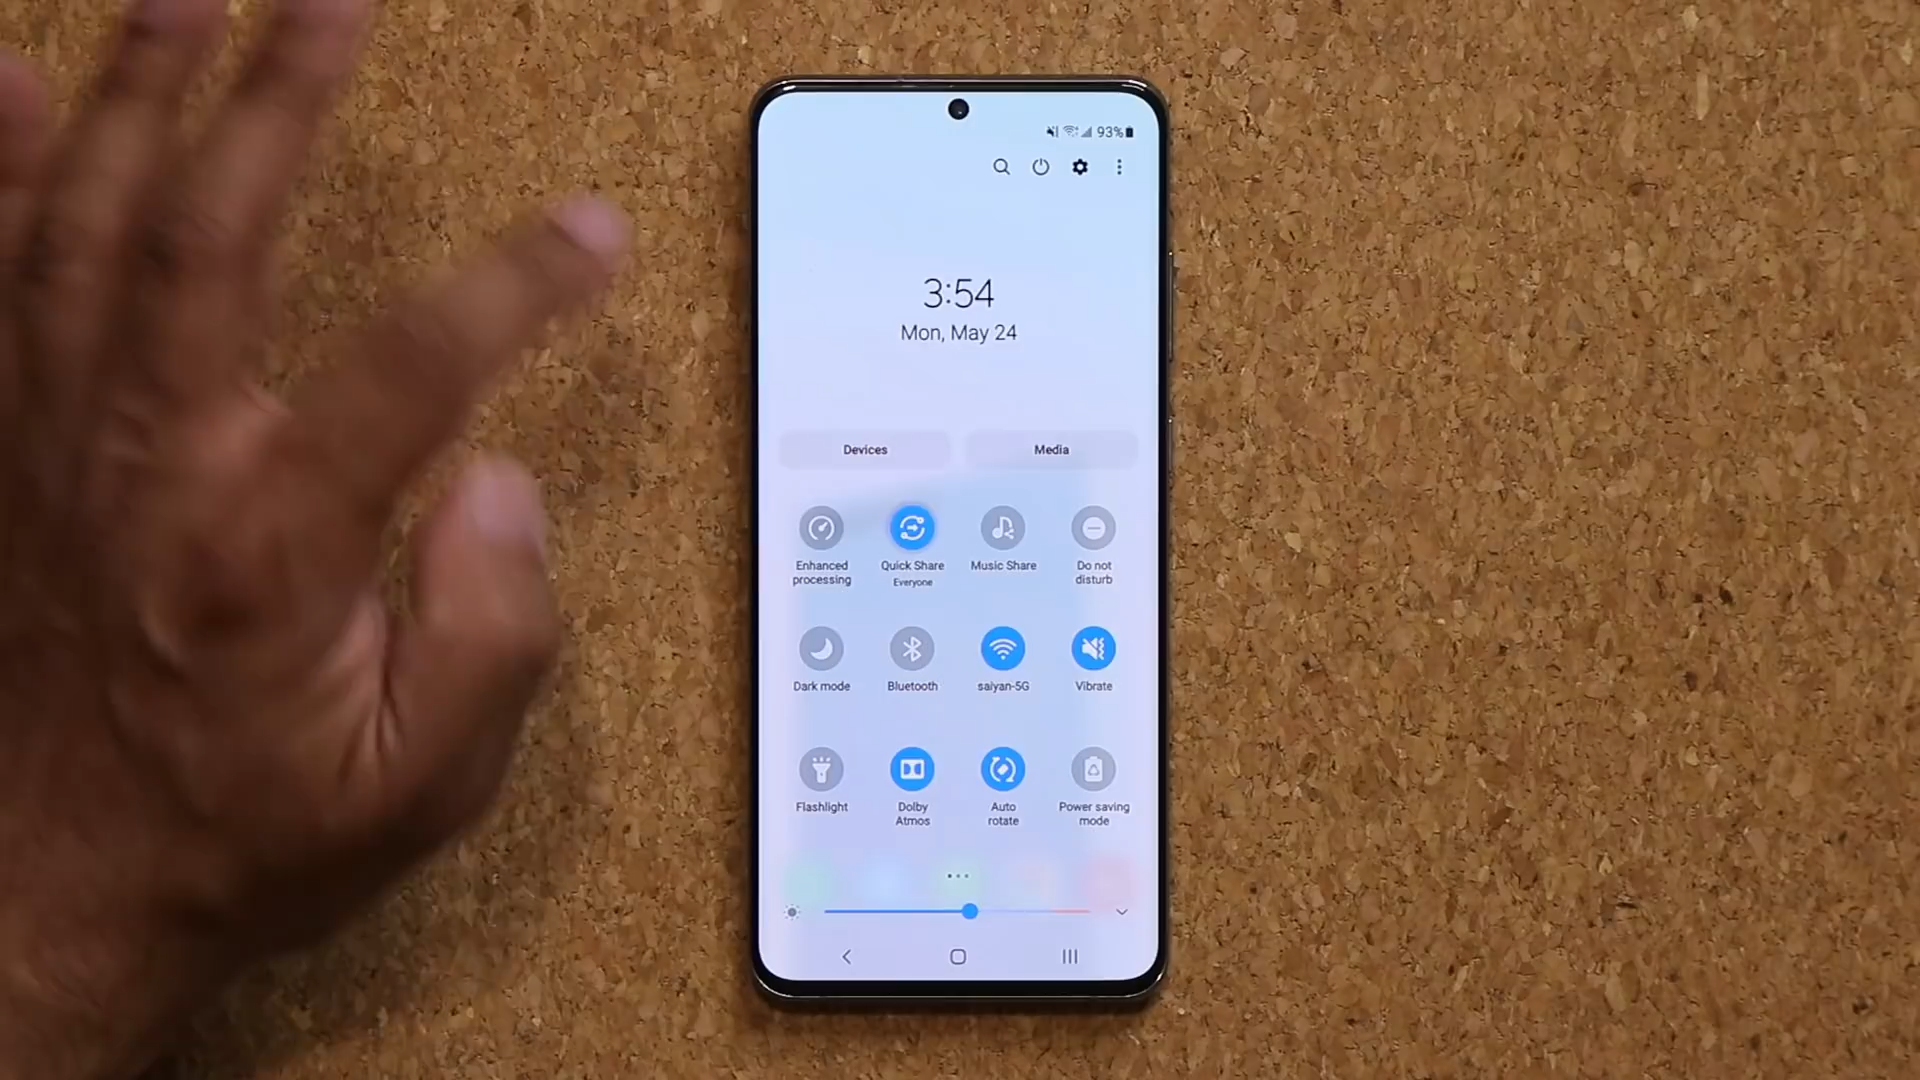 93%
3:54
Mon, May 24
Devices Media
Enhanced processing
Quick Share
Everyone
Music Share
Do not disturb
Dark mode
Bluetooth
saiyan-5G
Vibrate
Flashlight
Dolby Atmos
Auto rotate
Power saving mode